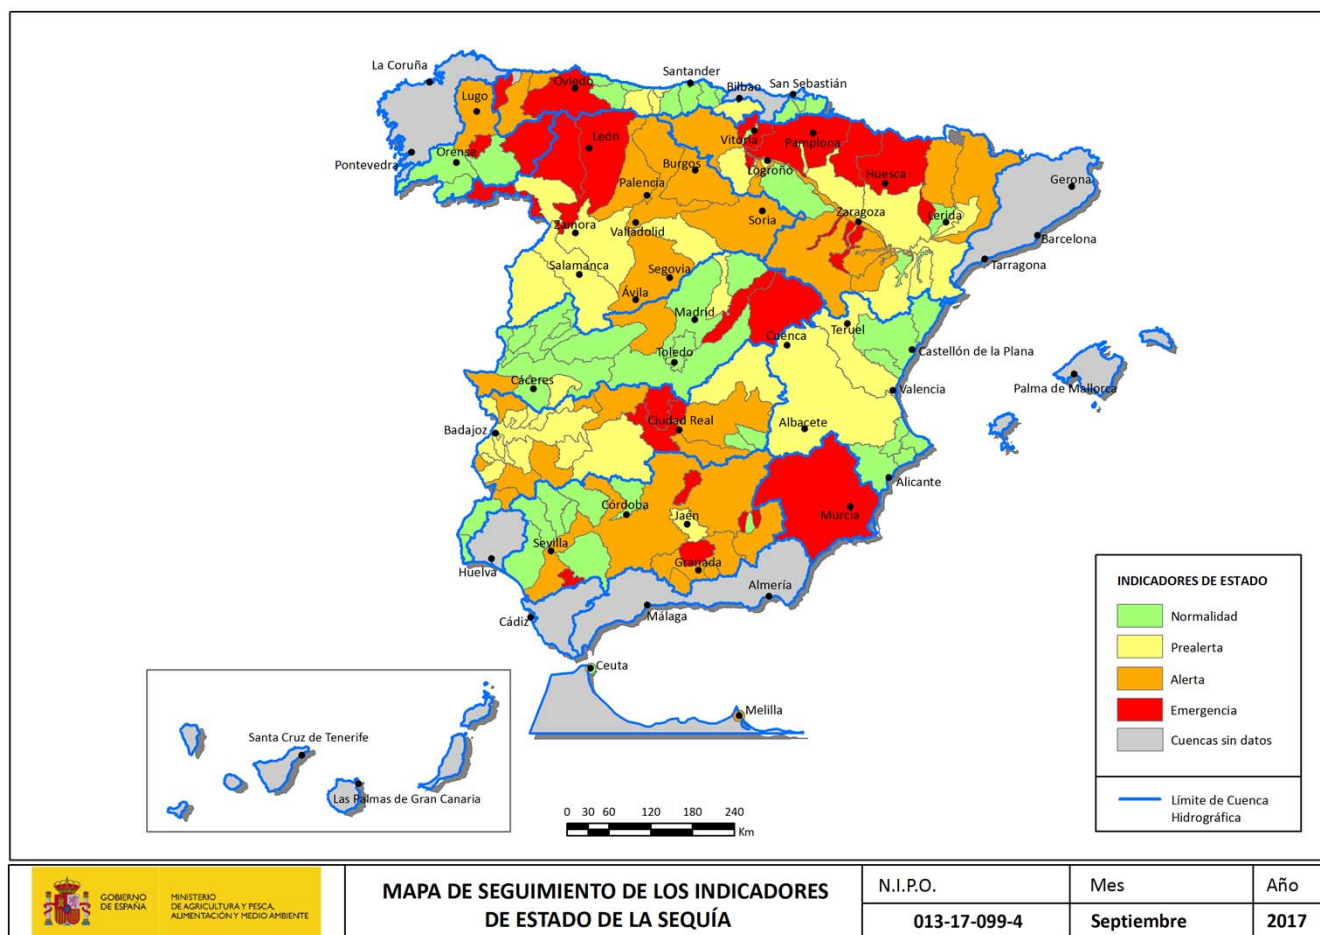 La Coruña
Lugo
Oviedo
Santander
Bilbao
San Sebastián
Pontevedra
Orense
León
Vitoria
Pamplona
Burgos
Logroño
Huesca
Gerona
Palencia
Soria
Zaragoza
Lerida
Zamora
Valladolid
Barcelona
Salamanca
Segovia
Tarragona
Ávila
Madrid
Teruel
Cuenca
Castellón de la Plana
Toledo
Cáceres
Valencia
Palma de Mallorca
Badajoz
Ciudad Real
Albacete
Alicante
Córdoba
Jaén
Murcia
Sevilla
Huelva
Granada
Almería
Cádiz
Málaga
Ceuta
Melilla
Santa Cruz de Tenerife
Las Palmas de Gran Canaria
0 30 60 120 180 240
Km
INDICADORES DE ESTADO
Normalidad
Prealerta
Alerta
Emergencia
Cuencas sin datos
Límite de Cuenca
Hidrográfica
GOBIERNO
DE ESPAÑA
MINISTERIO
DE AGRICULTURA Y PESCA,
ALIMENTACIÓN Y MEDIO AMBIENTE
MAPA DE SEGUIMIENTO DE LOS INDICADORES
DE ESTADO DE LA SEQUÍA
N.I.P.O.
013-17-099-4
Mes
Septiembre
Año
2017